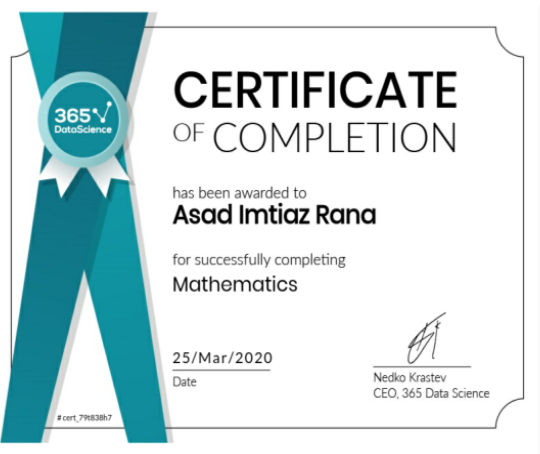 365
DataScience
CERTIFICATE
OF COMPLETION
has been awarded to
Asad Imtiaz Rana
for successfully completing
Mathematics
25/Mar/2020
Date
Nedko Krastev
CEO, 365 Data Science
# cert_79t838h7